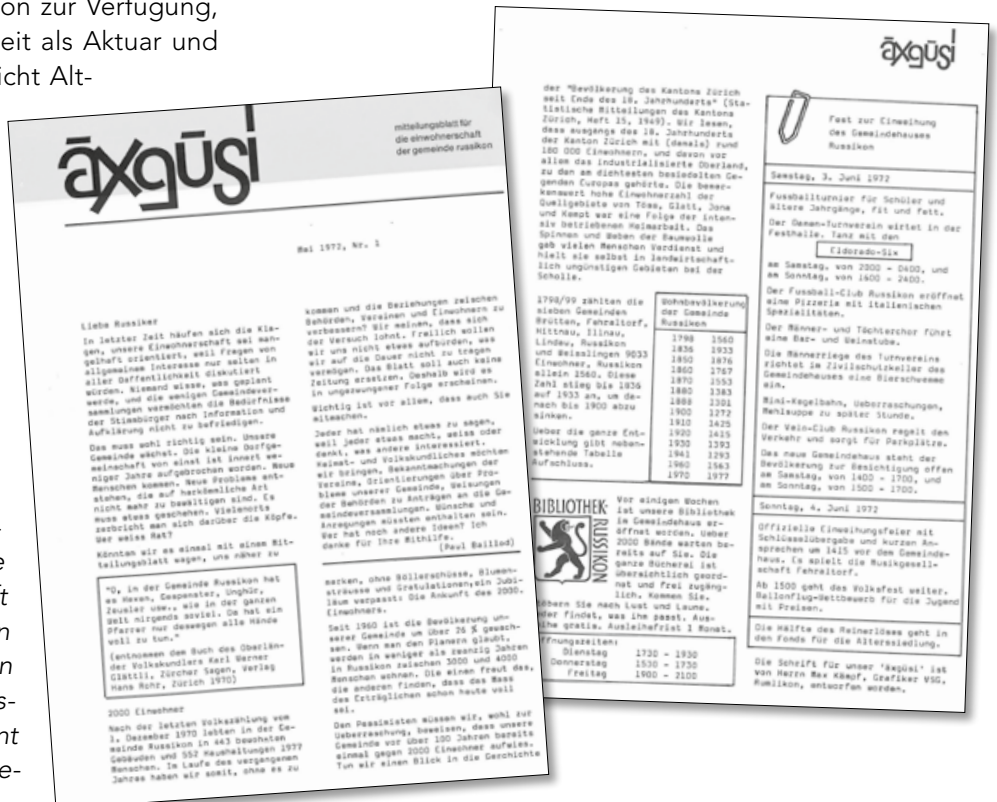 on zur Verfügung,
eit als Aktuar und
icht Alt-
äxgüsi
mitteilungsblatt für
die einwohnerschaft
der gemeinde russikon
Mai 1972, Nr. 1
Liebe Russiker
In letzter Zeit häufen sich die Kla-
gen, unsere Einwohnerschaft sei man-
gelhaft orientiert, weil Fragen von
allgemeinem Interesse nur selten in
aller Oeffentlichkeit diskutiert
würden. Niemand wisse, was geplant
werde, und die wenigen Gemeindever-
sammlungen vermöchten die Bedürfnisse
der Stimmbürger nach Information und
Aufklärung nicht zu befriedigen.
Das muss wohl richtig sein. Unsere
Gemeinde wächst. Die kleine Dorfge-
meinschaft von einst ist innert we-
niger Jahre aufgebrochen worden. Neue
Menschen kommen. Neue Probleme ent-
stehen, die auf herkömmliche Art
nicht mehr zu bewältigen sind. Es
muss etwas geschehen. Vielenorts
zerbricht man sich darüber die Köpfe.
Wer weiss Rat?
Könnten wir es einmal mit einem Mit-
teilungsblatt wagen, uns näher zu
"O, in der Gemeinde Russikon hat
es Hexen, Gespenster, Unghür,
Zeusler usw., wie in der ganzen
Welt nirgends soviel. Da hat ein
Pfarrer nur deswegen alle Hände
voll zu tun."
(entnommen dem Buch des Oberlän-
der Volkskundlers Karl Werner
Glättli, Zürcher Sagen, Verlag
Hans Rohr, Zürich 1970)
2000 Einwohner
Nach der letzten Volkszählung vom
1. Dezember 1970 lebten in der Ge-
meinde Russikon in 443 bewohnten
Gebäuden und 552 Haushaltungen 1977
Menschen. Im Laufe des vergangenen
Jahres haben wir somit, ohne es zu
kommen und die Beziehungen zwischen
Behörden, Vereinen und Einwohnern zu
verbessern? Wir meinen, dass sich
der Versuch lohnt. Freilich wollen
wir uns nicht etwas aufbürden, was
wir auf die Dauer nicht zu tragen
vermögen. Das Blatt soll auch keine
Zeitung ersetzen. Deshalb wird es
in ungezwungener Folge erscheinen.
Wichtig ist vor allem, dass auch Sie
mitmachen.
Jeder hat nämlich etwas zu sagen,
weil jeder etwas macht, weiss oder
denkt, was andere interessiert.
Heimat- und Volkskundliches möchten
wir bringen, Bekanntmachungen der
Vereine, Orientierungen über Pro-
bleme unserer Gemeinde, Weisungen
der Behörden zu Anträgen an die Ge-
meindeversammlungen. Wünsche und
Anregungen müssten enthalten sein.
Wer hat noch andere Ideen? Ich
danke für Ihre Mithilfe.
(Paul Baillod)
merken, ohne Böllerschüsse, Blumen-
sträusse und Gratulationen, ein Jubi-
läum verpasst: Die Ankunft des 2000.
Einwohners.
Seit 1960 ist die Bevölkerung un-
serer Gemeinde um über 26 % gewach-
sen. Wenn man den Planern glaubt,
werden in weniger als zwanzig Jahren
in Russikon zwischen 3000 und 4000
Menschen wohnen. Die einen freut das,
die anderen finden, dass das Mass
des Erträglichen schon heute voll
sei.
Den Pessimisten müssen wir, wohl zur
Ueberraschung, beweisen, dass unsere
Gemeinde vor über 100 Jahren bereits
einmal gegen 2000 Einwohner aufwies.
Tun wir einen Blick in die Geschichte
äxgüsi
der "Bevölkerung des Kantons Zürich
seit Ende des 18. Jahrhunderts" (Sta-
tistische Mitteilungen des Kantons
Zürich, Heft 15, 1949). Wir lesen,
dass ausgangs des 18. Jahrhunderts
der Kanton Zürich mit (damals) rund
180 000 Einwohnern, und davon vor
allem das industrialisierte Oberland,
zu den am dichtesten besiedelten Ge-
genden Europas gehörte. Die bemer-
kenswert hohe Einwohnerzahl der
Quellgebiete von Töss, Glatt, Jona
und Kempt war eine Folge der inten-
siv betriebenen Heimarbeit. Das
Spinnen und Weben der Baumwolle
gab vielen Menschen Verdienst und
hielt sie selbst in landwirtschaft-
lich ungünstigen Gebieten bei der
Scholle.
1798/99 zählten die
sieben Gemeinden
Brütten, Fehraltorf,
Hittnau, Illnau,
Lindau, Russikon
und Weisslingen 9033
Einwohner, Russikon
allein 1560. Diese
Zahl stieg bis 1836
auf 1933 an, um da-
nach bis 1900 abzu
sinken.
Ueber die ganze Ent-
wicklung gibt neben-
stehende Tabelle
Aufschluss.
Wohnbevölkerung
der Gemeinde
Russikon
1798 1560
1836 1933
1850 1876
1860 1767
1870 1553
1880 1383
1888 1301
1900 1272
1910 1425
1920 1415
1930 1393
1941 1293
1960 1563
1970 1977
BIBLIOTHEK
RUSSIKON
Vor einigen Wochen
ist unsere Bibliothek
im Gemeindehaus er-
öffnet worden. Ueber
2000 Bände warten be-
reits auf Sie. Die
ganze Bücherei ist
übersichtlich geord-
net und frei zugäng-
lich. Kommen Sie.
töbern Sie nach Lust und Laune.
eder findet, was ihm passt. Aus-
eihe gratis. Ausleihefrist 1 Monat.
ffnungszeiten:
Dienstag 1730 - 1930
Donnerstag 1530 - 1730
Freitag 1900 - 2100
Fest zur Einweihung
des Gemeindehauses
Russikon
Samstag, 3. Juni 1972
Fussballturnier für Schüler und
ältere Jahrgänge, fit und fett.
Der Damen-Turnverein wirtet in der
Festhalle. Tanz mit den
Eldorado-Six
am Samstag, von 2000 - 0400, und
am Sonntag, von 1600 - 2400.
Der Fussball-Club Russikon eröffnet
eine Pizzeria mit italienischen
Spezialitäten.
Der Männer- und Töchterchor führt
eine Bar- und Weinstube.
Die Männerriege des Turnvereins
richtet im Zivilschutzkeller des
Gemeindehauses eine Bierschwemme
ein.
Mini-Kegelbahn, Ueberraschungen,
Mehlsuppe zu später Stunde.
Der Velo-Club Russikon regelt den
Verkehr und sorgt für Parkplätze.
Das neue Gemeindehaus steht der
Bevölkerung zur Besichtigung offen
am Samstag, von 1400 - 1700, und
am Sonntag, von 1500 - 1700.
Sonntag, 4. Juni 1972
Offizielle Einweihungsfeier mit
Schlüsselübergabe und kurzen An-
sprachen um 1415 vor dem Gemeinde-
haus. Es spielt die Musikgesell-
schaft Fehraltorf.
Ab 1500 geht das Volksfest weiter.
Ballonflug-Wettbewerb für die Jugend
mit Preisen.
Die Hälfte des Reinerlöses geht in
den Fonds für die Alterssiedlung.
Die Schrift für unser 'äxgüsi' ist
von Herrn Max Kämpf, Grafiker VSG,
Rumlikon, entworfen worden.
e
ft
n
n
s-
nt
e-